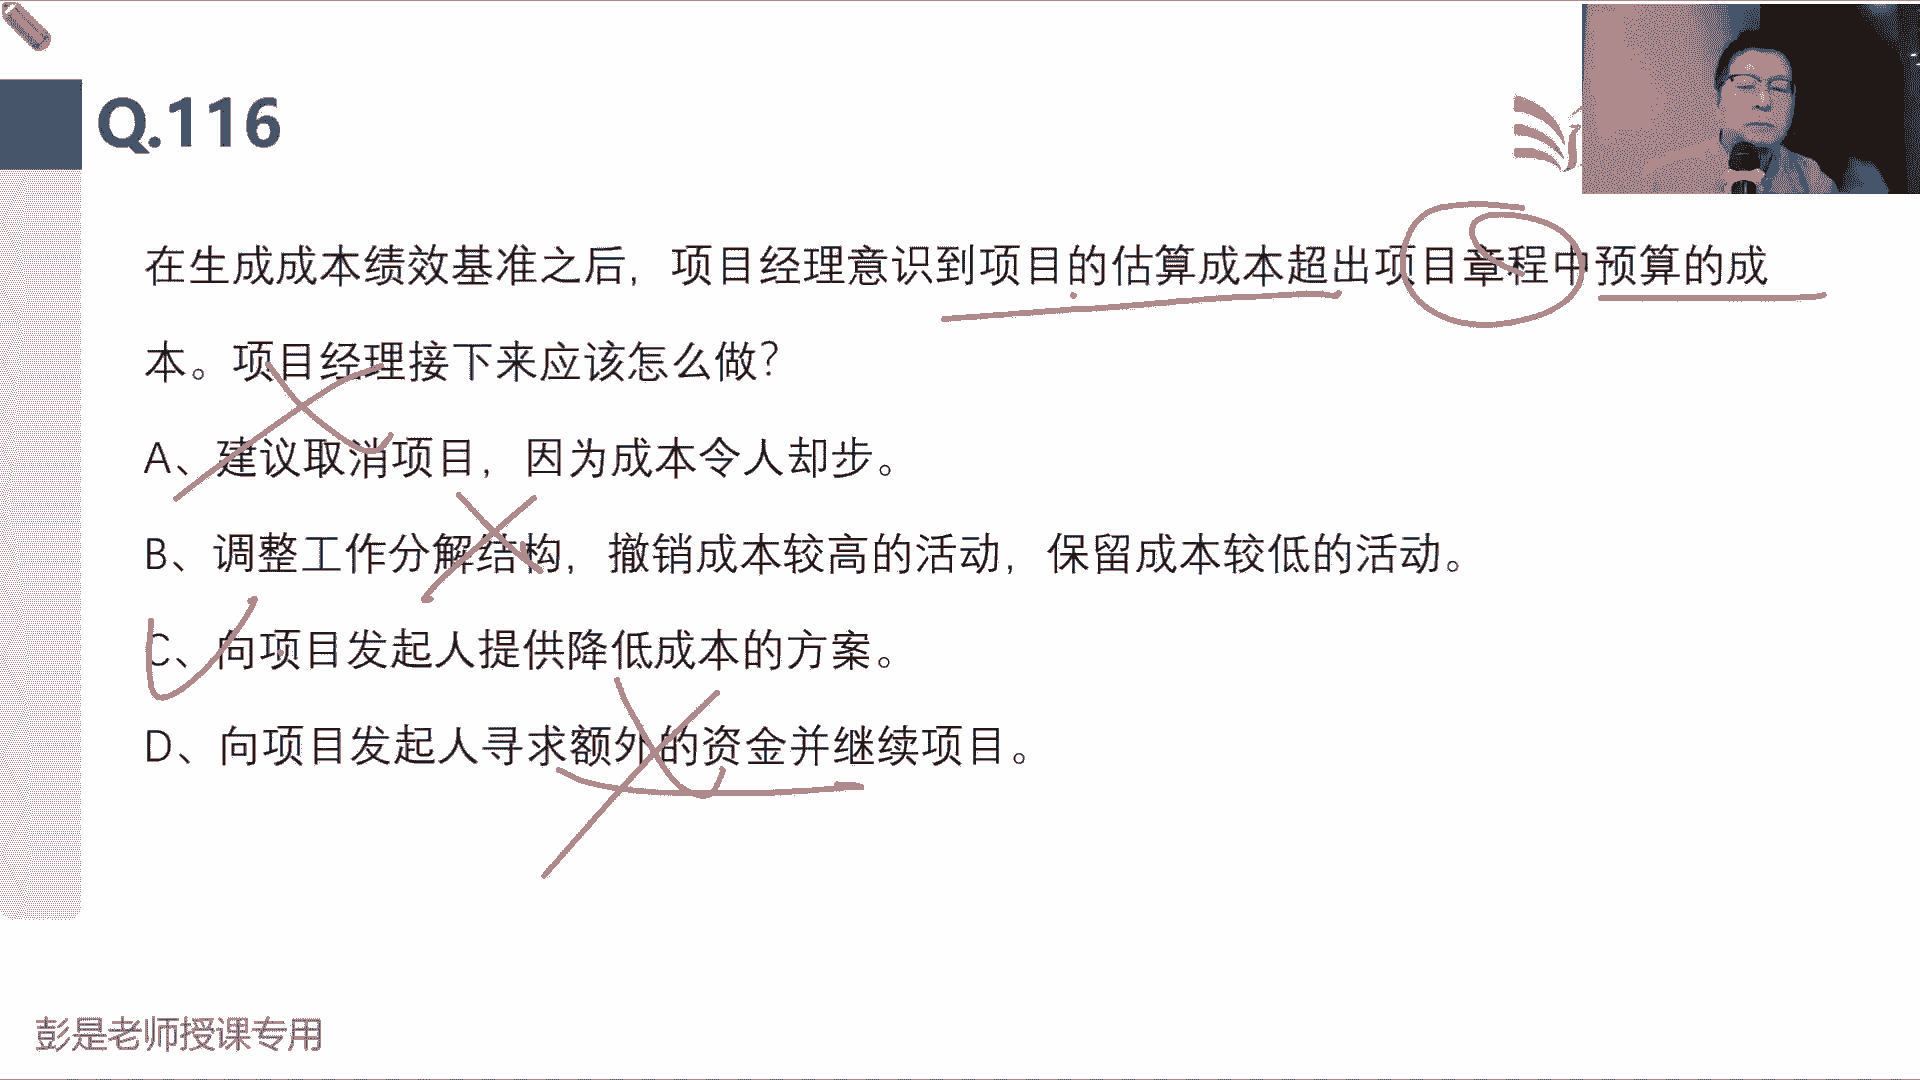 Q.116
在生成成本绩效基准之后，项目经理意识到项目的估算成本超出项目章程中预算的成
本。项目经理接下来应该怎么做？
A、建议取消项目，因为成本令人却步。
B、调整工作分解结构，撤销成本较高的活动，保留成本较低的活动。
C、向项目发起人提供降低成本的方案。
D、向项目发起人寻求额外的资金并继续项目。
彭是老师授课专用